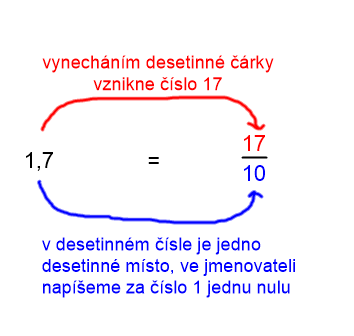 vynecháním desetinné čárky
vznikne číslo 17
1,7 = 17/10
v desetinném čísle je jedno
desetinné místo, ve jmenovateli
napíšeme za číslo 1 jednu nulu